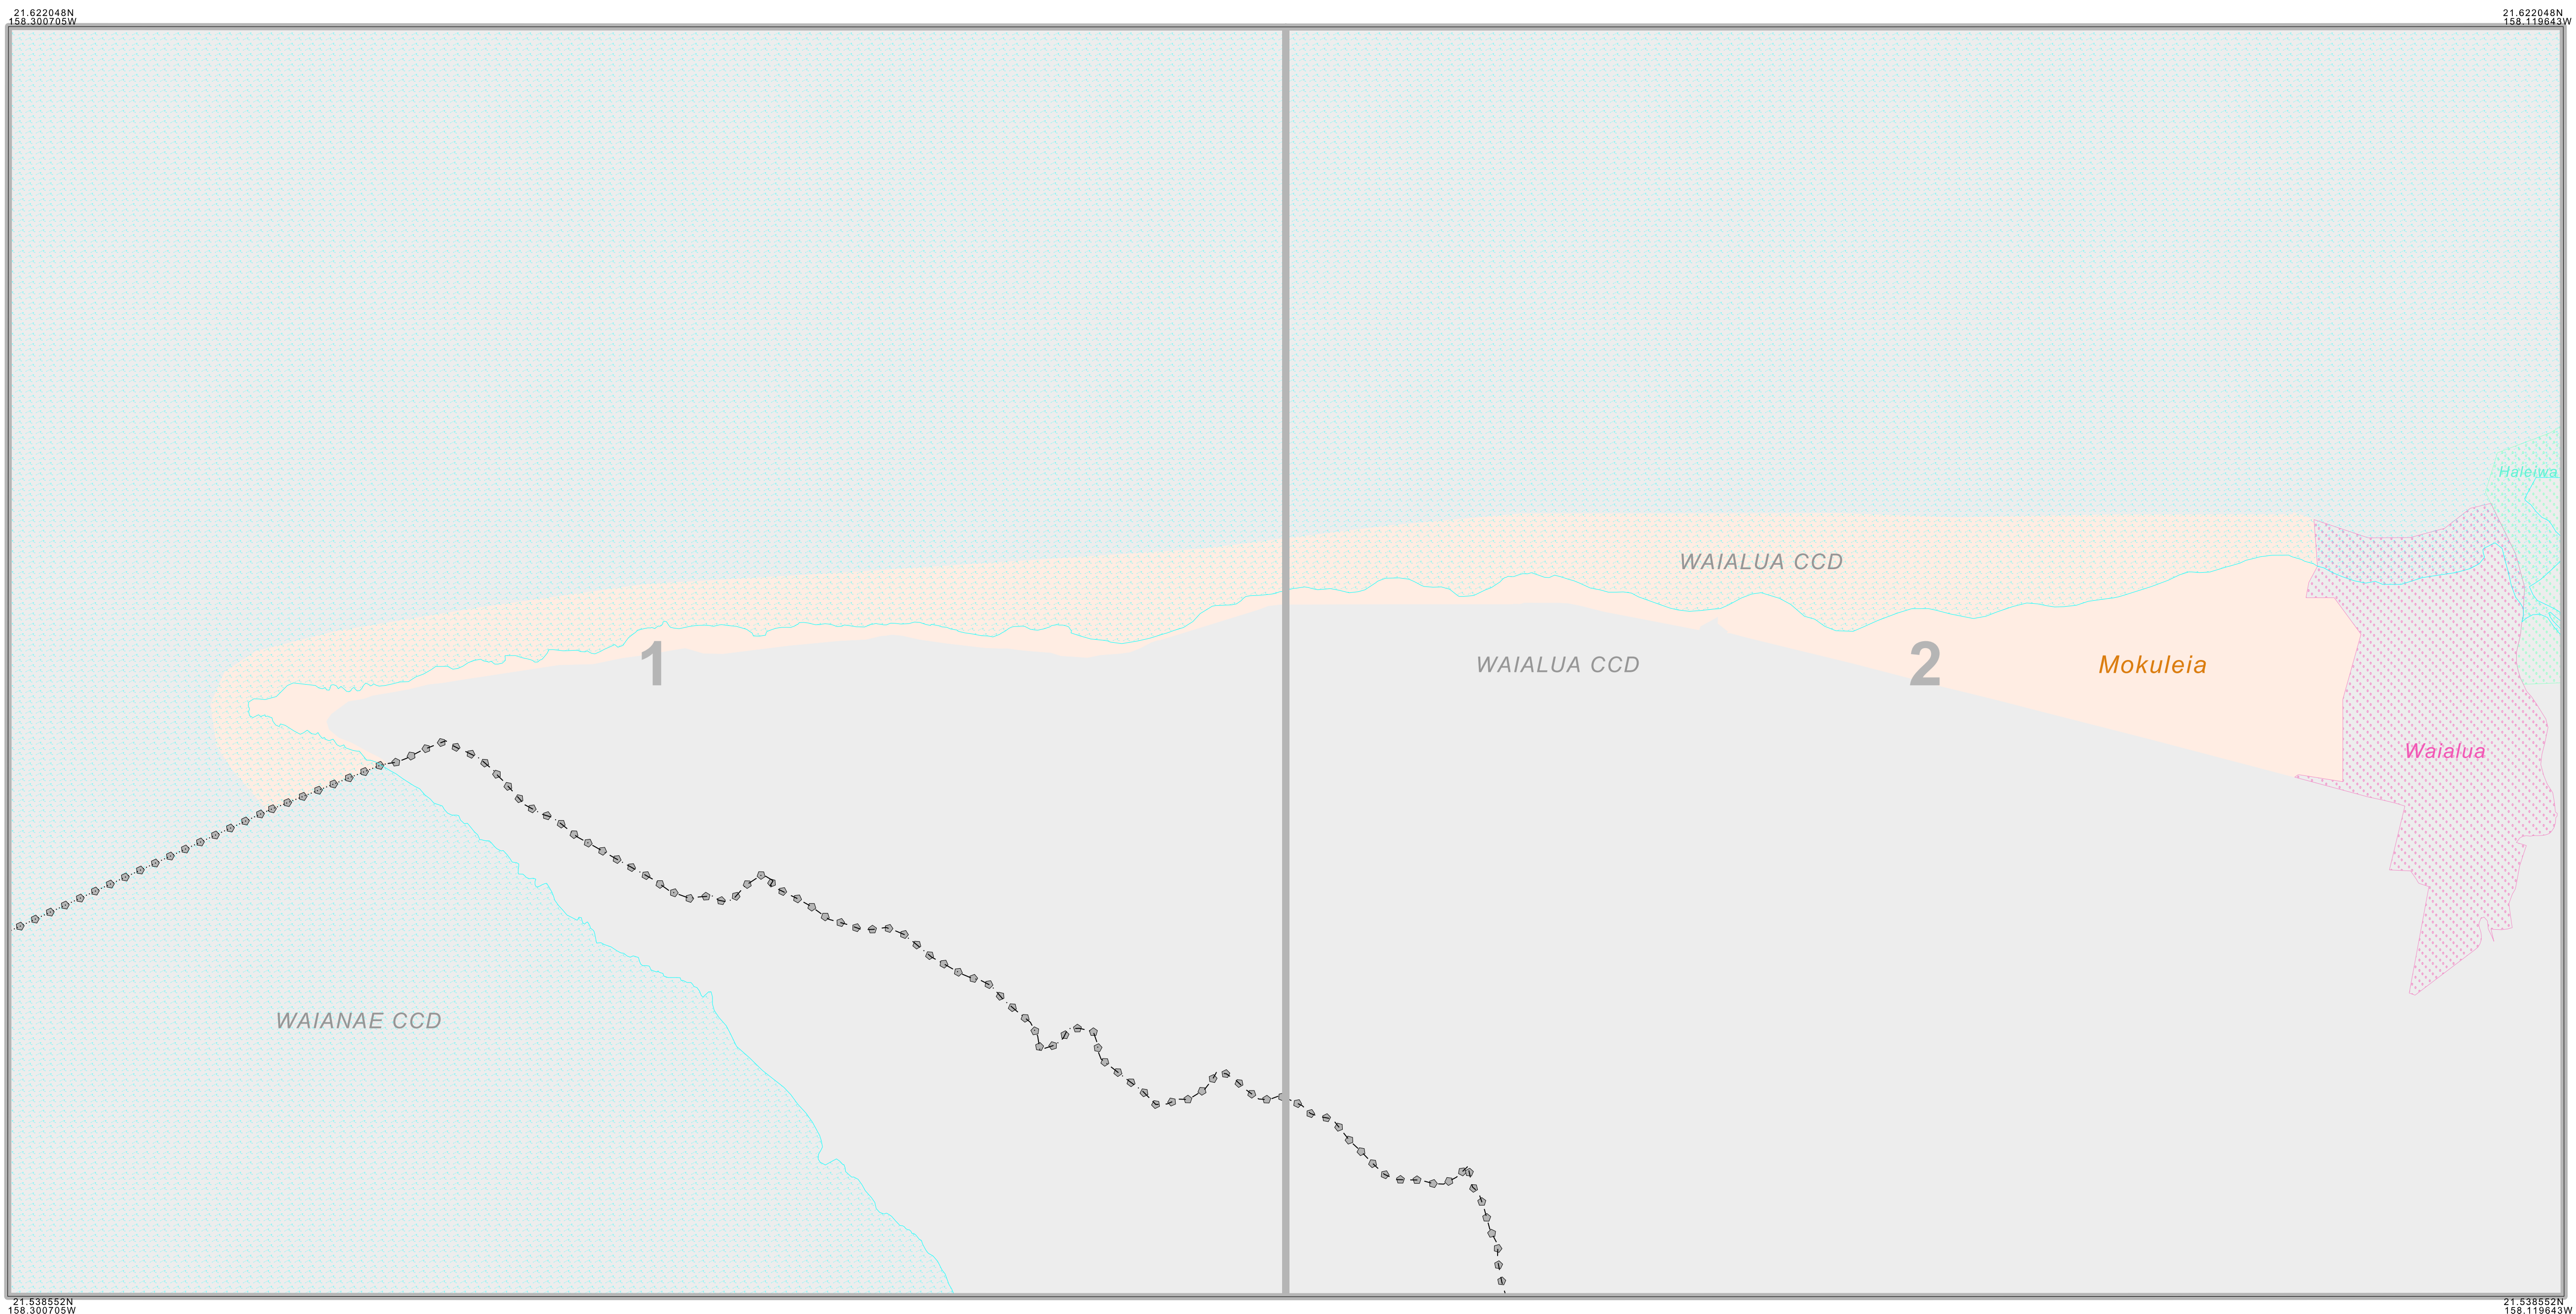 21.622048N
158.300705W
21.622048N
158.119643W
Haleiwa
WAIALUA CCD
1
WAIALUA CCD
2
Mokuleia
Waialua
WAIANAE CCD
21.538552N
158.300705W
21.538552N
158.119643W